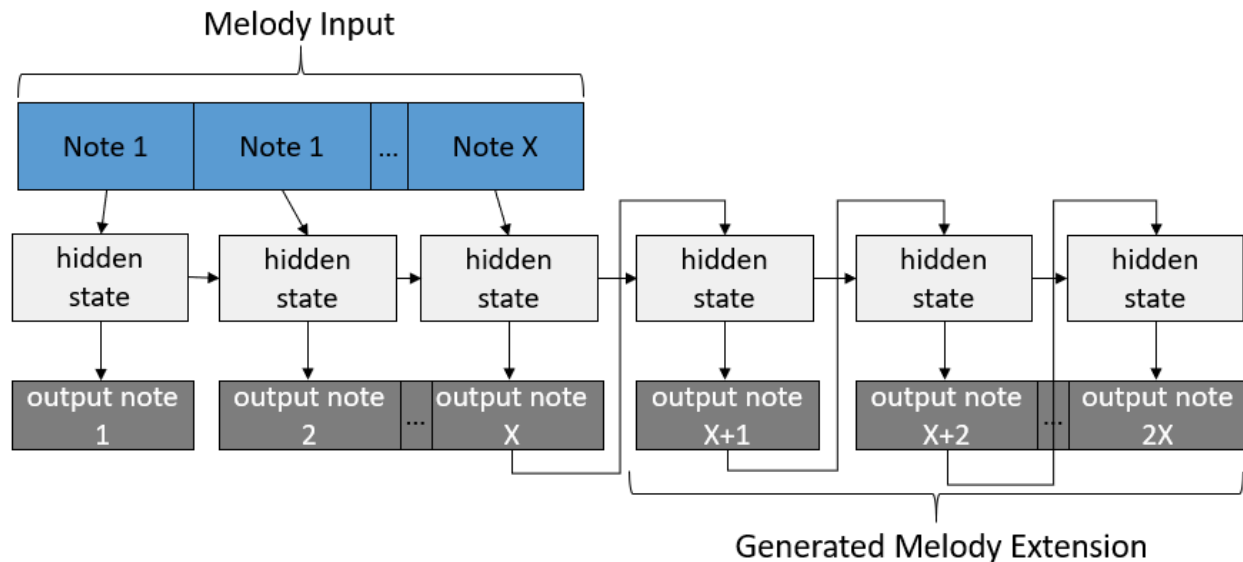 Melody Input
Note 1
Note 1
...
Note X
hidden
state
hidden
state
hidden
state
hidden
state
hidden
state
hidden
state
output note
1
output note
2
...
output note
X
output note
X+1
output note
X+2
...
output note
2X
Generated Melody Extension